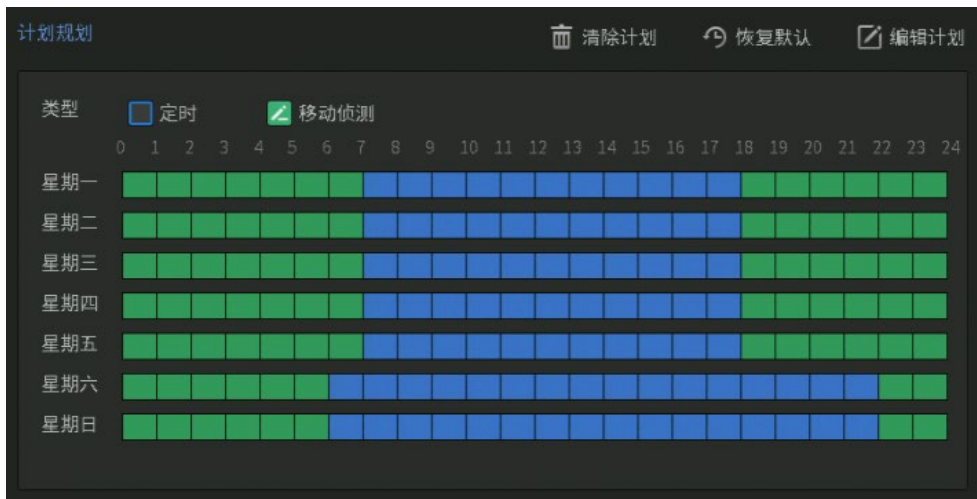 计划规划 清除计划 恢复默认 编辑计划
类型 定时 移动侦测
0 1 2 3 4 5 6 7 8 9 10 11 12 13 14 15 16 17 18 19 20 21 22 23 24
星期一
星期二
星期三
星期四
星期五
星期六
星期日